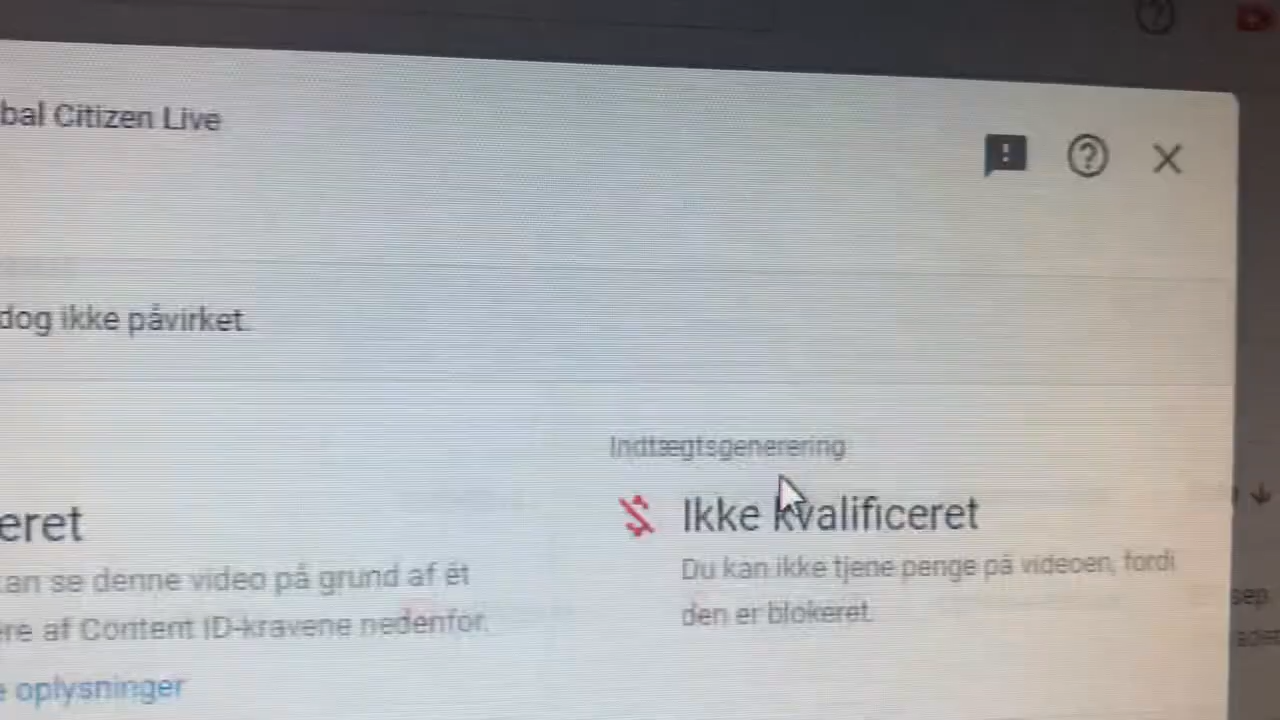 bal Citizen Live
dog ikke påvirket.
Indtægtsgenerering
eret
Ikke kvalificeret
kan se denne video på grund af ét
Du kan ikke tjene penge på videoen, fordi
re af Content ID-kravene nedenfor.
den er blokeret.
e oplysninger
sep.